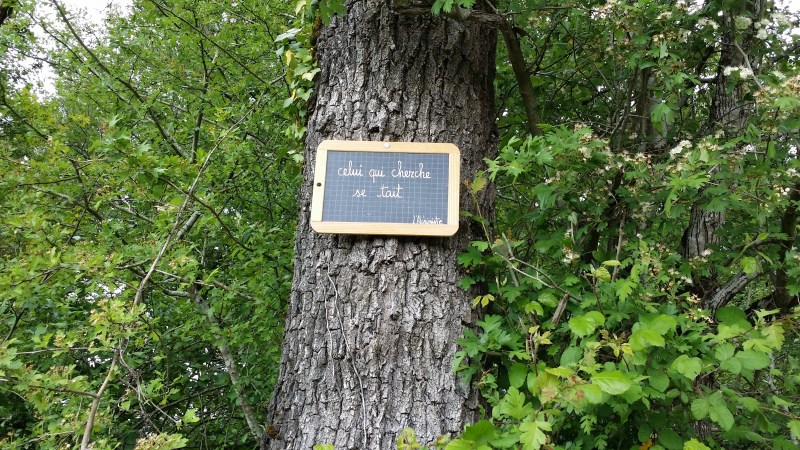 celui qui cherche
se tait